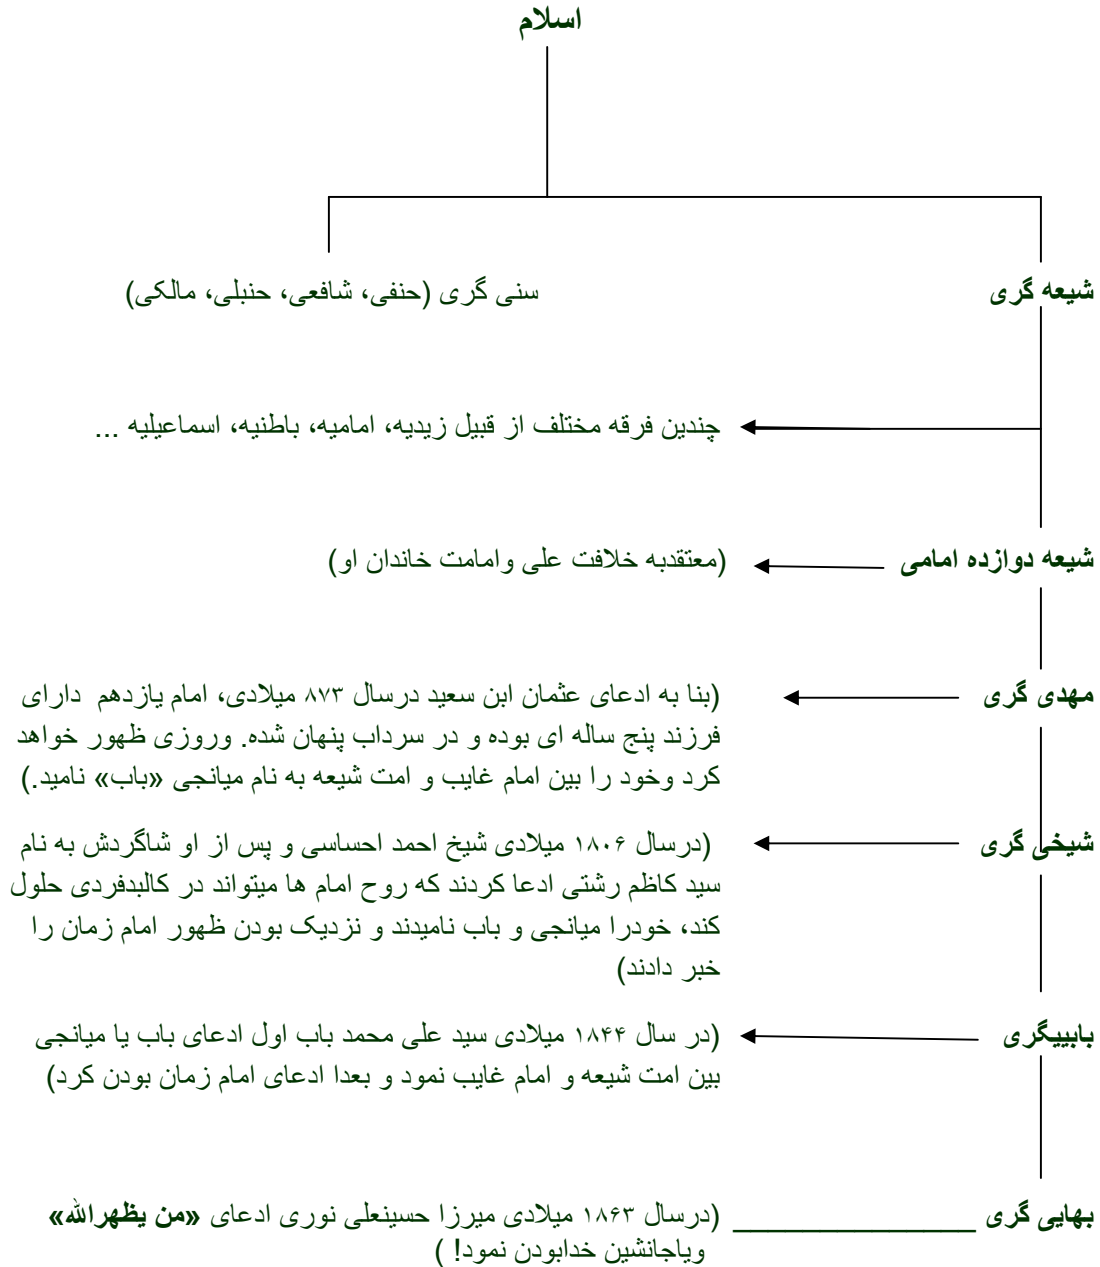 اسلام
شیعه گری
سنی گری (حنفی، شافعی، حنبلی، مالکی)
چندین فرقه مختلف از قبیل زیدیه، امامیه، باطنیه، اسماعیلیه ...
شیعه دوازده امامی
(معتقدبه خلافت علی وامامت خاندان او)
مهدی گری
(بنا به ادعای عثمان ابن سعید درسال ۸۷۳ میلادی، امام یازدهم دارای
فرزند پنج ساله ای بوده و در سرداب پنهان شده. وروزی ظهور خواهد
کرد وخود را بین امام غایب و امت شیعه به نام میانجی «باب» نامید.)
شیخی گری
(درسال ۱۸۰۶ میلادی شیخ احمد احساسی و پس از او شاگردش به نام
سید کاظم رشتی ادعا کردند که روح امام ها میتواند در کالبدفردی حلول
کند، خودرا میانجی و باب نامیدند و نزدیک بودن ظهور امام زمان را
خبر دادند)
بابییگری
(در سال ۱۸۴۴ میلادی سید علی محمد باب اول ادعای باب یا میانجی
بین امت شیعه و امام غایب نمود و بعدا ادعای امام زمان بودن کرد)
بهایی گری
(درسال ۱۸۶۳ میلادی میرزا حسینعلی نوری ادعای «من یظهرالله»
ویاجانشین خدابودن نمود! )